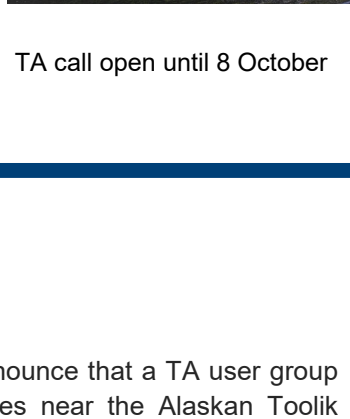 TA call open until 8 October
nounce that a TA user group
es near the Alaskan Toolik